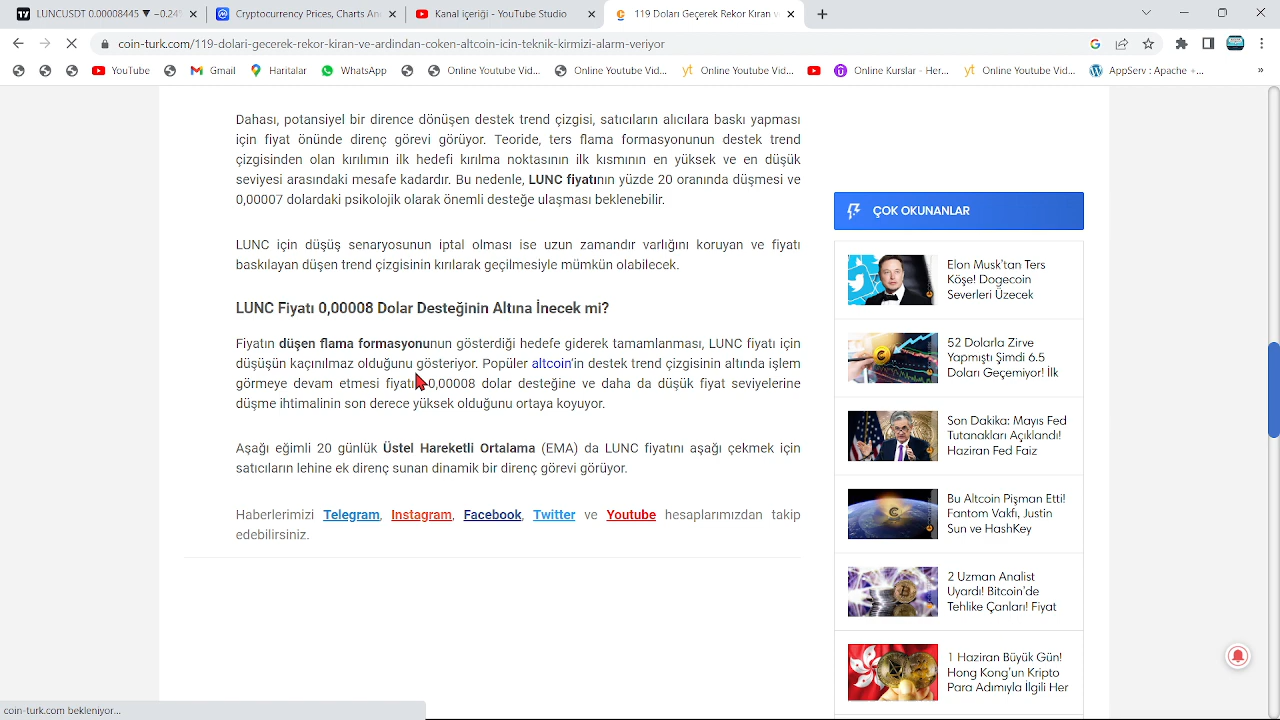 LUNCUSDT 0.00008445 ▼ −0.24%
Cryptocurrency Prices, Charts An
Kanal İçeriği - YouTube Studio
119 Doları Geçerek Rekor Kıran v
coin-turk.com/119-dolari-gecerek-rekor-kiran-ve-ardindan-coken-altcoin-icin-teknik-kirmizi-alarm-veriyor
YouTube
Gmail
Haritalar
WhatsApp
Online Youtube Vid...
Online Youtube Vid...
Online Youtube Vid...
Online Kurslar - Her...
Online Youtube Vid...
AppServ : Apache +...
»
Dahası, potansiyel bir dirence dönüşen destek trend çizgisi, satıcıların alıcılara baskı yapması
için fiyat önünde direnç görevi görüyor. Teoride, ters flama formasyonunun destek trend
çizgisinden olan kırılımın ilk hedefi kırılma noktasının ilk kısmının en yüksek ve en düşük
seviyesi arasındaki mesafe kadardır. Bu nedenle, LUNC fiyatının yüzde 20 oranında düşmesi ve
0,00007 dolardaki psikolojik olarak önemli desteğe ulaşması beklenebilir.
LUNC için düşüş senaryosunun iptal olması ise uzun zamandır varlığını koruyan ve fiyatı
baskılayan düşen trend çizgisinin kırılarak geçilmesiyle mümkün olabilecek.
LUNC Fiyatı 0,00008 Dolar Desteğinin Altına İnecek mi?
Fiyatın düşen flama formasyonunun gösterdiği hedefe giderek tamamlanması, LUNC fiyatı için
düşüşün kaçınılmaz olduğunu gösteriyor. Popüler altcoin'in destek trend çizgisinin altında işlem
görmeye devam etmesi fiyatın 0,00008 dolar desteğine ve daha da düşük fiyat seviyelerine
düşme ihtimalinin son derece yüksek olduğunu ortaya koyuyor.
Aşağı eğimli 20 günlük Üstel Hareketli Ortalama (EMA) da LUNC fiyatını aşağı çekmek için
satıcıların lehine ek direnç sunan dinamik bir direnç görevi görüyor.
Haberlerimizi Telegram, Instagram, Facebook, Twitter ve Youtube hesaplarımızdan takip
edebilirsiniz.
ÇOK OKUNANLAR
Elon Musk'tan Ters
Köşe! Dogecoin
Severleri Üzecek
52 Dolarla Zirve
Yapmıştı Şimdi 6.5
Doları Geçemiyor! İlk
Son Dakika: Mayıs Fed
Tutanakları Açıklandı!
Haziran Fed Faiz
Bu Altcoin Pişman Etti!
Fantom Vakfı, Justin
Sun ve HashKey
2 Uzman Analist
Uyardı! Bitcoin'de
Tehlike Çanları! Fiyat
1 Haziran Büyük Gün!
Hong Kong'un Kripto
Para Adımıyla İlgili Her
coin-turk.com bekleniyor...